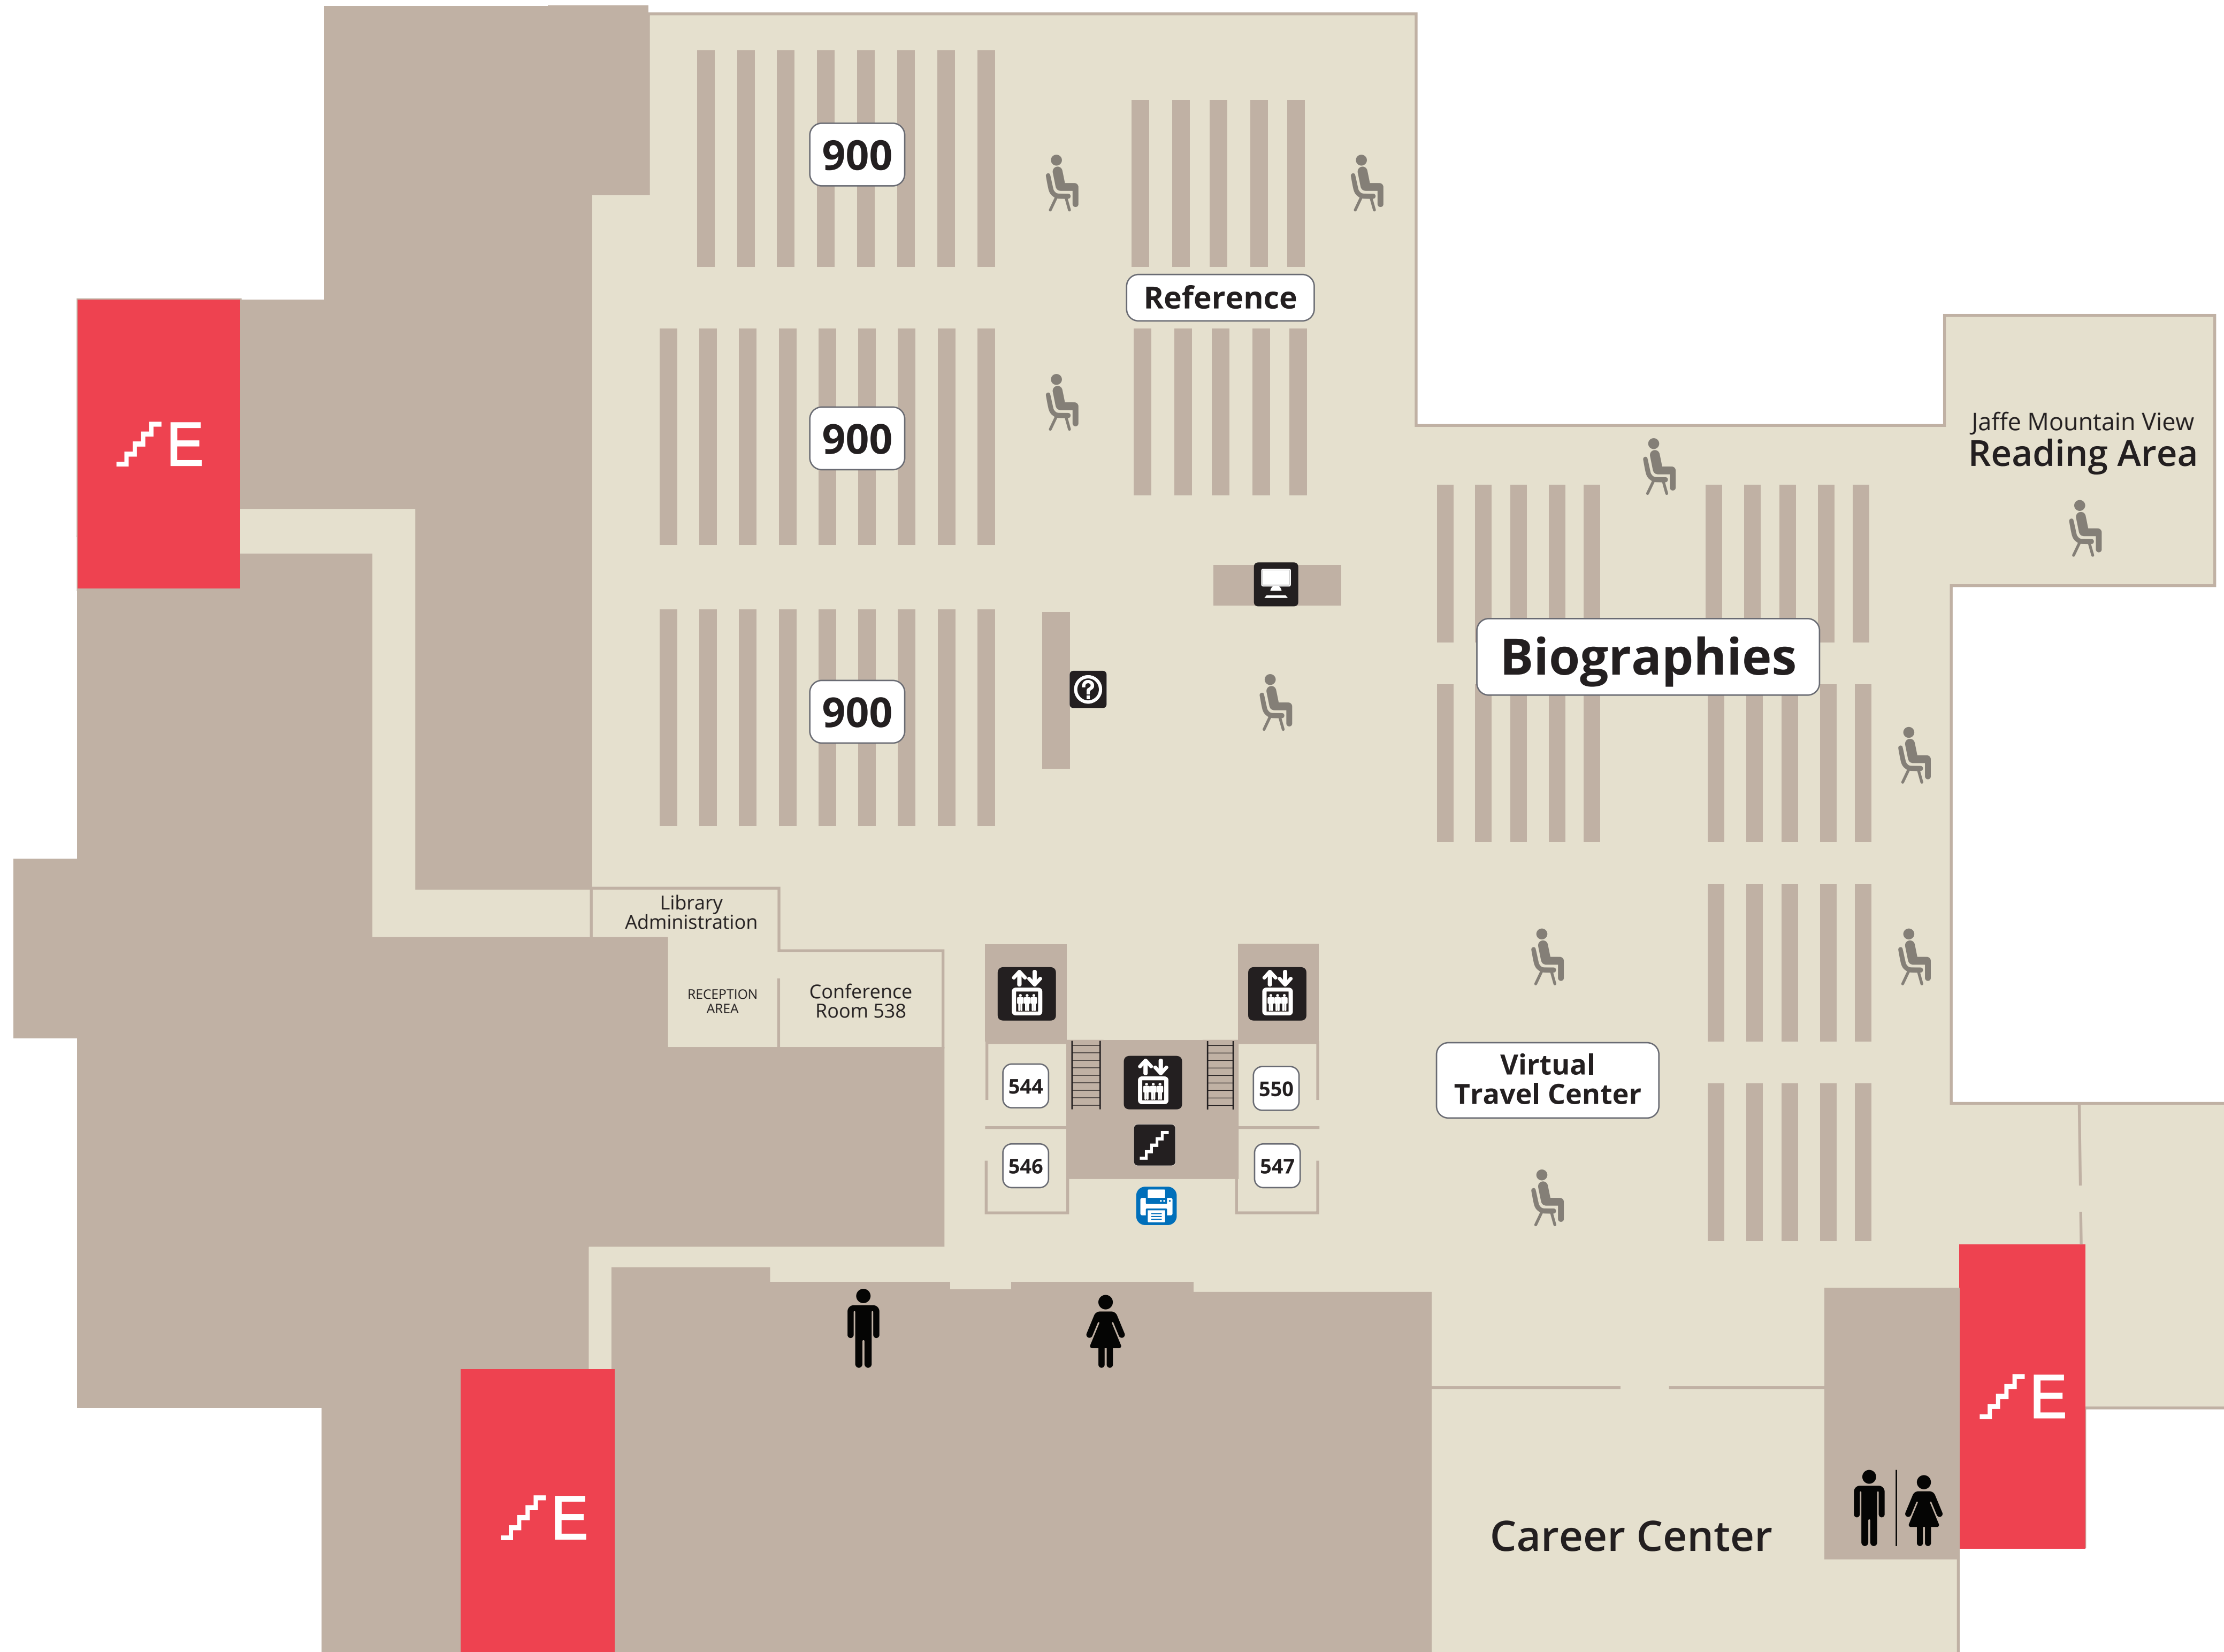 900
Reference
E
Jaffe Mountain View
Reading Area
900
?
Biographies
900
Library
Administration
RECEPTION
AREA
Conference
Room 538
544
550
546
547
Virtual
Travel Center
E
E
Career Center